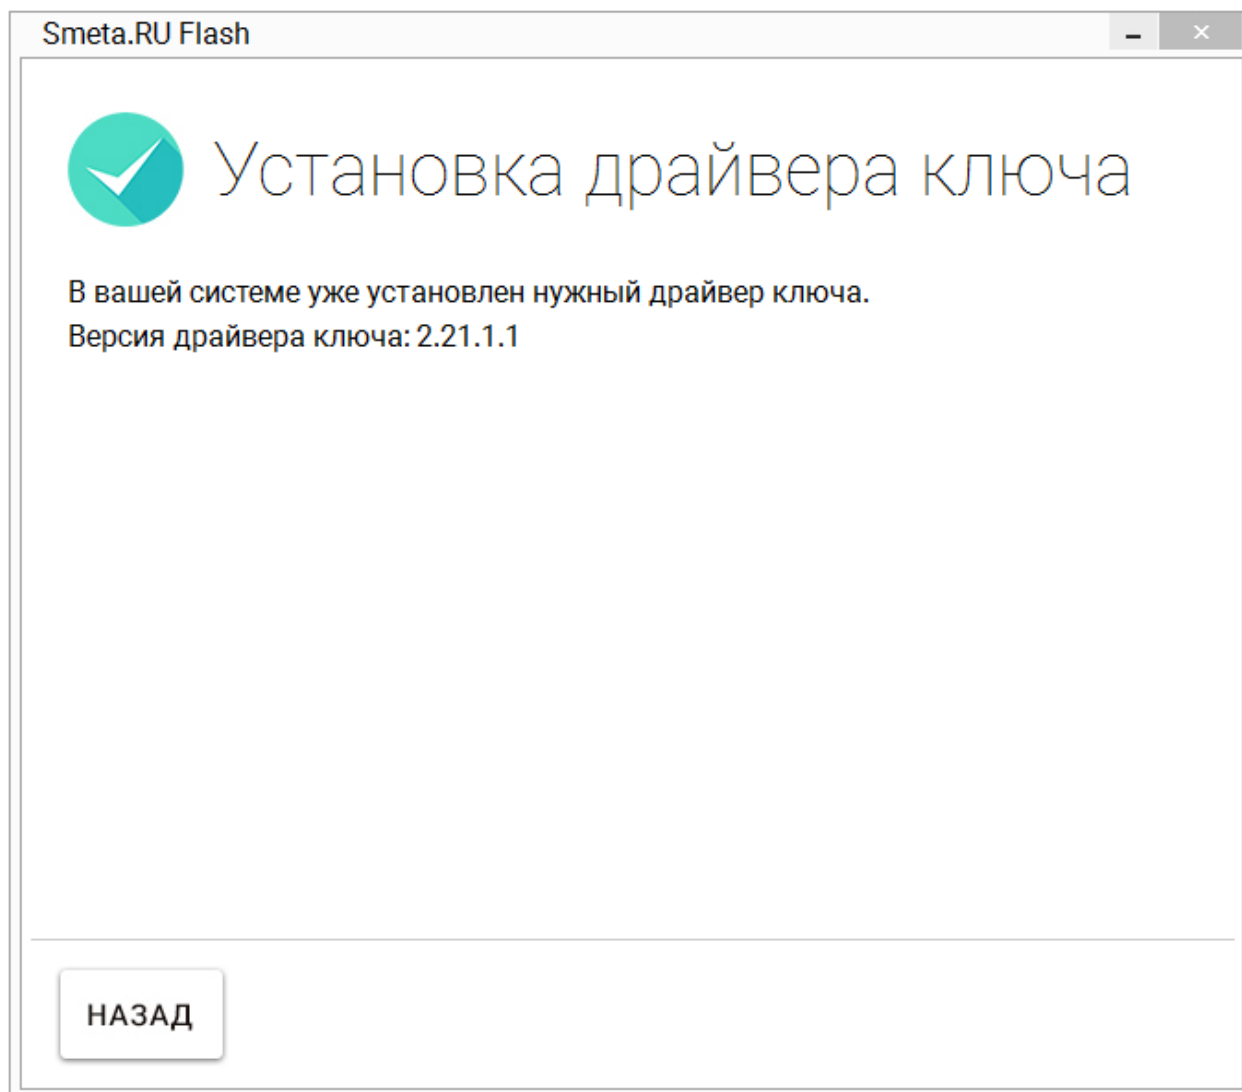 Smeta.RU Flash
Установка драйвера ключа
В вашей системе уже установлен нужный драйвер ключа.
Версия драйвера ключа: 2.21.1.1
НАЗАД